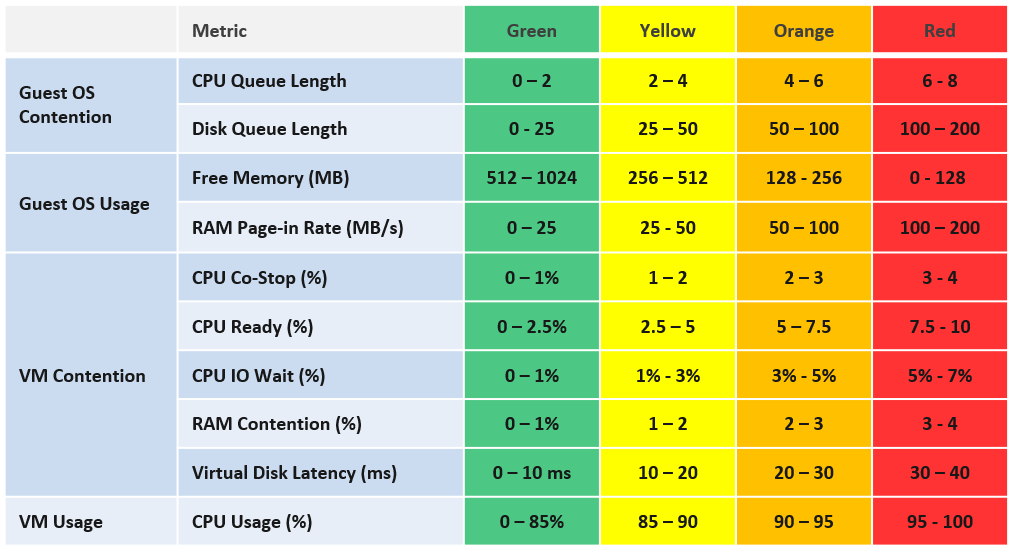 Metric Green Yellow Orange Red
Guest OS Contention CPU Queue Length 0 – 2 2 – 4 4 – 6 6 - 8
Disk Queue Length 0 - 25 25 – 50 50 – 100 100 – 200
Guest OS Usage Free Memory (MB) 512 – 1024 256 – 512 128 - 256 0 - 128
RAM Page-in Rate (MB/s) 0 – 25 25 - 50 50 – 100 100 – 200
VM Contention CPU Co-Stop (%) 0 – 1% 1 – 2 2 – 3 3 - 4
CPU Ready (%) 0 – 2.5% 2.5 – 5 5 – 7.5 7.5 - 10
CPU IO Wait (%) 0 – 1% 1% - 3% 3% - 5% 5% - 7%
RAM Contention (%) 0 – 1% 1 – 2 2 – 3 3 - 4
Virtual Disk Latency (ms) 0 – 10 ms 10 – 20 20 – 30 30 – 40
VM Usage CPU Usage (%) 0 – 85% 85 – 90 90 – 95 95 - 100